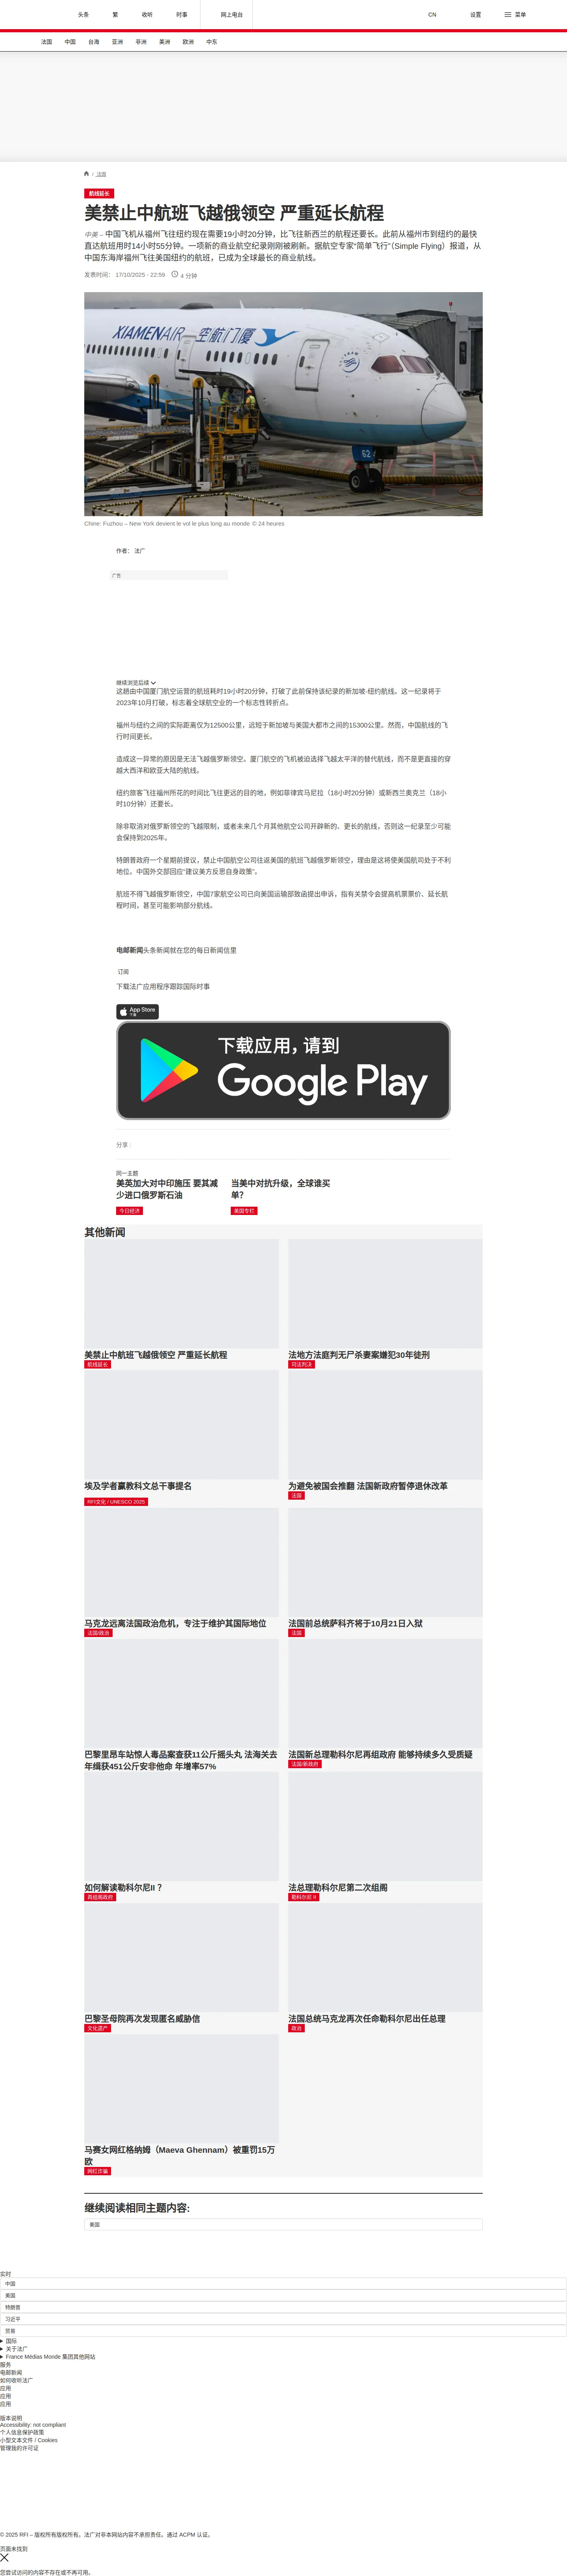 头条
繁
收听
时事
网上电台
CN
设置
菜单
法国
中国
台海
亚洲
非洲
美洲
欧洲
中东
/ 法国
航线延长
美禁止中航班飞越俄领空 严重延长航程
中美 – 中国飞机从福州飞往纽约现在需要19小时20分钟，比飞往新西兰的航程还要长。此前从福州市到纽约的最快
直达航班用时14小时55分钟。一项新的商业航空纪录刚刚被刷新。据航空专家"简单飞行"（Simple Flying）报道，从
中国东海岸福州飞往美国纽约的航班，已成为全球最长的商业航线。
发表时间： 17/10/2025 - 22:59
4 分钟
XIAMENAIR 空航门厦
SKYTEAM
62
Chine: Fuzhou – New York devient le vol le plus long au monde © 24 heures
作者： 法广
广告
继续浏览后续
这趟由中国厦门航空运营的航班耗时19小时20分钟，打破了此前保持该纪录的新加坡-纽约航线。这一纪录将于
2023年10月打破，标志着全球航空业的一个标志性转折点。
福州与纽约之间的实际距离仅为12500公里，远短于新加坡与美国大都市之间的15300公里。然而，中国航线的飞
行时间更长。
造成这一异常的原因是无法飞越俄罗斯领空。厦门航空的飞机被迫选择飞越太平洋的替代航线，而不是更直接的穿
越大西洋和欧亚大陆的航线。
纽约旅客飞往福州所花的时间比飞往更远的目的地，例如菲律宾马尼拉（18小时20分钟）或新西兰奥克兰（18小
时10分钟）还要长。
除非取消对俄罗斯领空的飞越限制，或者未来几个月其他航空公司开辟新的、更长的航线，否则这一纪录至少可能
会保持到2025年。
特朗普政府一个星期前提议，禁止中国航空公司往返美国的航班飞越俄罗斯领空，理由是这将使美国航司处于不利
地位。中国外交部回应"建议美方反思自身政策"。
航班不得飞越俄罗斯领空，中国7家航空公司已向美国运输部致函提出申诉，指有关禁令会提高机票票价、延长航
程时间，甚至可能影响部分航线。
电邮新闻头条新闻就在您的每日新闻信里
订阅
下载法广应用程序跟踪国际时事
App Store
下载
下载应用，请到
Google Play
分享 :
同一主题
美英加大对中印施压 要其减
少进口俄罗斯石油
今日经济
当美中对抗升级，全球谁买
单？
美国专栏
其他新闻
美禁止中航班飞越俄领空 严重延长航程
航线延长
法地方法庭判无尸杀妻案嫌犯30年徒刑
司法判决
埃及学者赢教科文总干事提名
RFI文化 / UNESCO 2025
为避免被国会推翻 法国新政府暂停退休改革
法国
马克龙远离法国政治危机，专注于维护其国际地位
法国/政治
法国前总统萨科齐将于10月21日入狱
法国
巴黎里昂车站惊人毒品案查获11公斤摇头丸 法海关去
年缉获451公斤安非他命 年增率57%
法国新总理勒科尔尼再组政府 能够持续多久受质疑
法国/新政府
如何解读勒科尔尼II ？
再组阁政府
法总理勒科尔尼第二次组阁
勒科尔尼 II
巴黎圣母院再次发现匿名威胁信
文化遗产
法国总统马克龙再次任命勒科尔尼出任总理
政治
马赛女网红格纳姆（Maeva Ghennam）被重罚15万
欧
网红诈骗
继续阅读相同主题内容:
美国
实时
中国
美国
特朗普
习近平
贸易
国际
关于法广
France Médias Monde 集团其他网站
服务
电邮新闻
如何收听法广
应用
应用
应用
版本说明
Accessibility: not compliant
个人信息保护政策
小型文本文件 / Cookies
管理我的许可证
© 2025 RFI – 版权所有版权所有。法广对非本网站内容不承担责任。通过 ACPM 认证。
页面未找到
您尝试访问的内容不存在或不再可用。